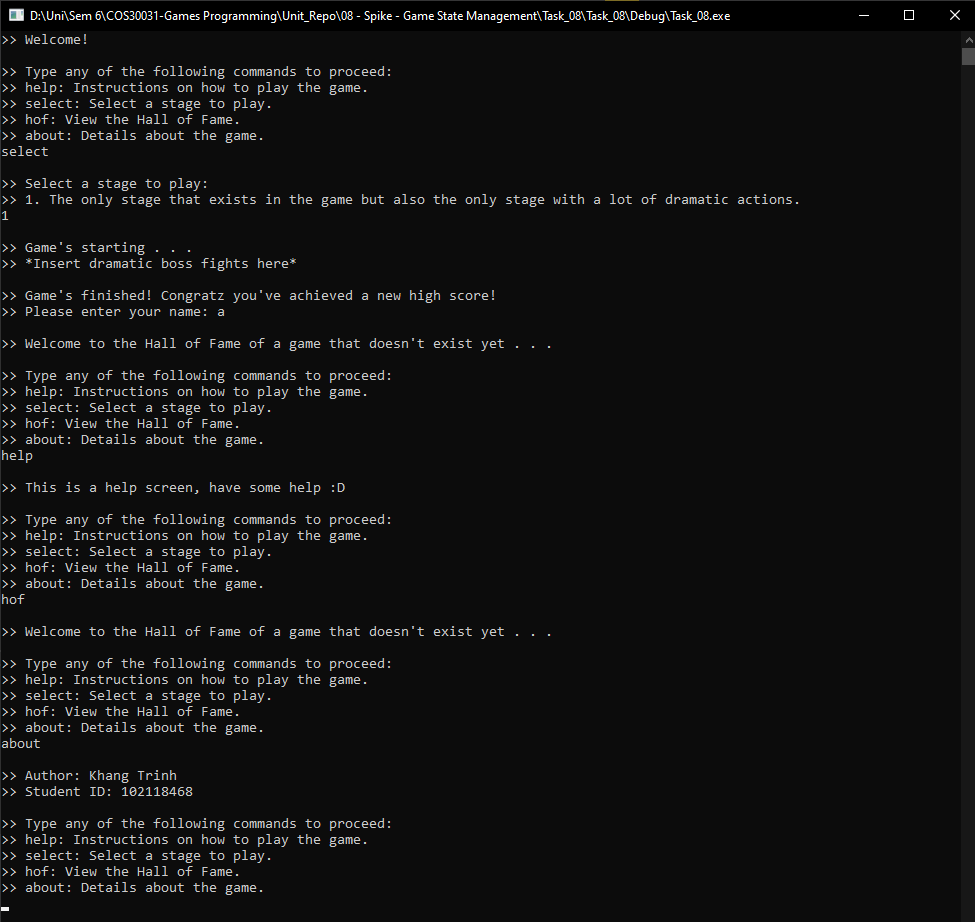 D:\Uni\Sem 6\COS30031-Games Programming\Unit_Repo\08 - Spike - Game State Management\Task_08\Task_08\Debug\Task_08.exe
>> Welcome!
>> Type any of the following commands to proceed:
>> help: Instructions on how to play the game.
>> select: Select a stage to play.
>> hof: View the Hall of Fame.
>> about: Details about the game.
select
>> Select a stage to play:
>> 1. The only stage that exists in the game but also the only stage with a lot of dramatic actions.
1
>> Game's starting . . .
>> *Insert dramatic boss fights here*
>> Game's finished! Congratz you've achieved a new high score!
>> Please enter your name: a
>> Welcome to the Hall of Fame of a game that doesn't exist yet . . .
>> Type any of the following commands to proceed:
>> help: Instructions on how to play the game.
>> select: Select a stage to play.
>> hof: View the Hall of Fame.
>> about: Details about the game.
help
>> This is a help screen, have some help :D
>> Type any of the following commands to proceed:
>> help: Instructions on how to play the game.
>> select: Select a stage to play.
>> hof: View the Hall of Fame.
>> about: Details about the game.
hof
>> Welcome to the Hall of Fame of a game that doesn't exist yet . . .
>> Type any of the following commands to proceed:
>> help: Instructions on how to play the game.
>> select: Select a stage to play.
>> hof: View the Hall of Fame.
>> about: Details about the game.
about
>> Author: Khang Trinh
>> Student ID: 102118468
>> Type any of the following commands to proceed:
>> help: Instructions on how to play the game.
>> select: Select a stage to play.
>> hof: View the Hall of Fame.
>> about: Details about the game.